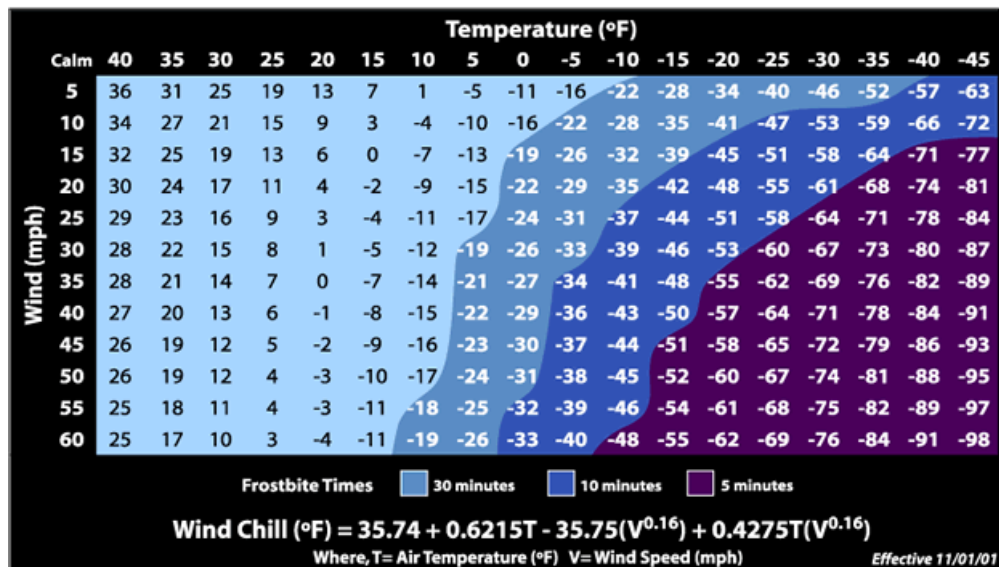 Temperature (ºF)
Calm 40 35 30 25 20 15 10 5 0 -5 -10 -15 -20 -25 -30 -35 -40 -45
5 36 31 25 19 13 7 1 -5 -11 -16 -22 -28 -34 -40 -46 -52 -57 -63
10 34 27 21 15 9 3 -4 -10 -16 -22 -28 -35 -41 -47 -53 -59 -66 -72
15 32 25 19 13 6 0 -7 -13 -19 -26 -32 -39 -45 -51 -58 -64 -71 -77
20 30 24 17 11 4 -2 -9 -15 -22 -29 -35 -42 -48 -55 -61 -68 -74 -81
25 29 23 16 9 3 -4 -11 -17 -24 -31 -37 -44 -51 -58 -64 -71 -78 -84
30 28 22 15 8 1 -5 -12 -19 -26 -33 -39 -46 -53 -60 -67 -73 -80 -87
35 28 21 14 7 0 -7 -14 -21 -27 -34 -41 -48 -55 -62 -69 -76 -82 -89
40 27 20 13 6 -1 -8 -15 -22 -29 -36 -43 -50 -57 -64 -71 -78 -84 -91
45 26 19 12 5 -2 -9 -16 -23 -30 -37 -44 -51 -58 -65 -72 -79 -86 -93
50 26 19 12 4 -3 -10 -17 -24 -31 -38 -45 -52 -60 -67 -74 -81 -88 -95
55 25 18 11 4 -3 -11 -18 -25 -32 -39 -46 -54 -61 -68 -75 -82 -89 -97
60 25 17 10 3 -4 -11 -19 -26 -33 -40 -48 -55 -62 -69 -76 -84 -91 -98
Wind (mph)
Frostbite Times 30 minutes 10 minutes 5 minutes
Wind Chill (ºF) = 35.74 + 0.6215T - 35.75(V^0.16) + 0.4275T(V^0.16)
Where, T= Air Temperature (ºF) V= Wind Speed (mph)
Effective 11/01/01